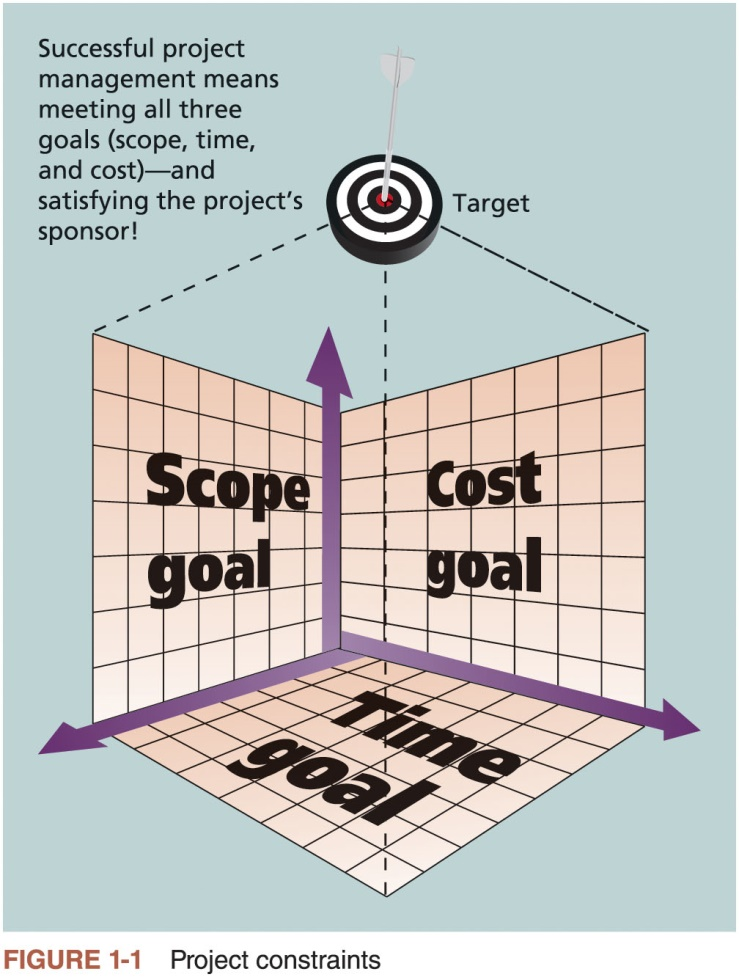 Successful project
management means
meeting all three
goals (scope, time,
and cost)—and
satisfying the project's
sponsor!
Target
Scope
goal
Cost
goal
Time
goal
FIGURE 1-1 Project constraints